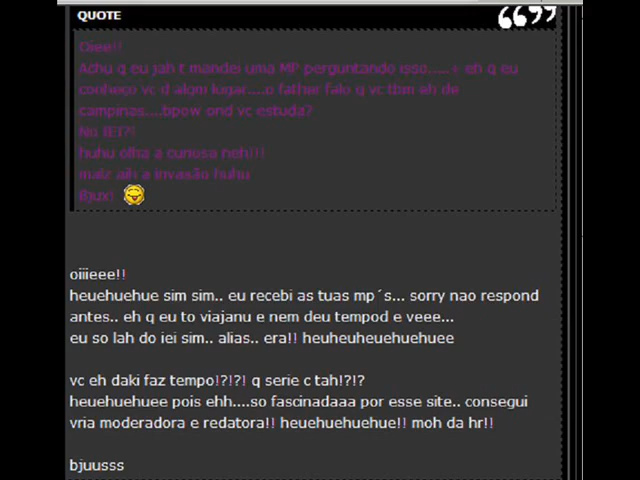 QUOTE
Oiee!!
Achu q eu jah t mandei uma MP perguntando isso.....+ eh q eu
conheço vc d algm lugar....o father falo q vc tbm eh de
campinas....bpow ond vc estuda?
No IEI?!
huhu olha a curiosa neh!!!
malz aih a invasão huhu
Bjux!
oiiieee!!
heuehuehue sim sim.. eu recebi as tuas mp´s... sorry nao respond
antes.. eh q eu to viajanu e nem deu tempod e veee...
eu so lah do iei sim.. alias.. era!! heuheuheuehuehuee
vc eh daki faz tempo!?!?! q serie c tah!?!?
heuehuehuee pois ehh....so fascinadaaa por esse site.. consegui
vria moderadora e redatora!! heuehuehuehue!! moh da hr!!
bjuusss